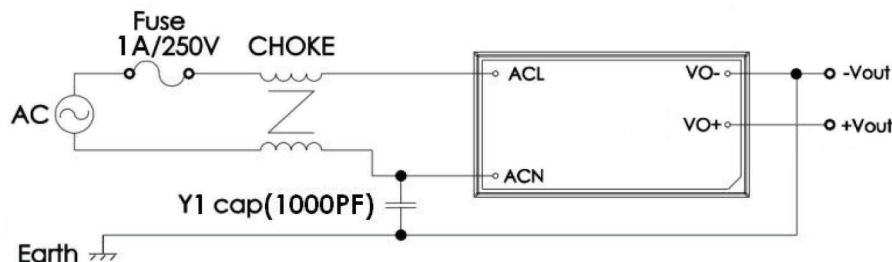 Fuse
1A/250V
CHOKE
ACL
VO-
-Vout
AC
VO+
+Vout
ACN
Y1 cap(1000PF)
Earth